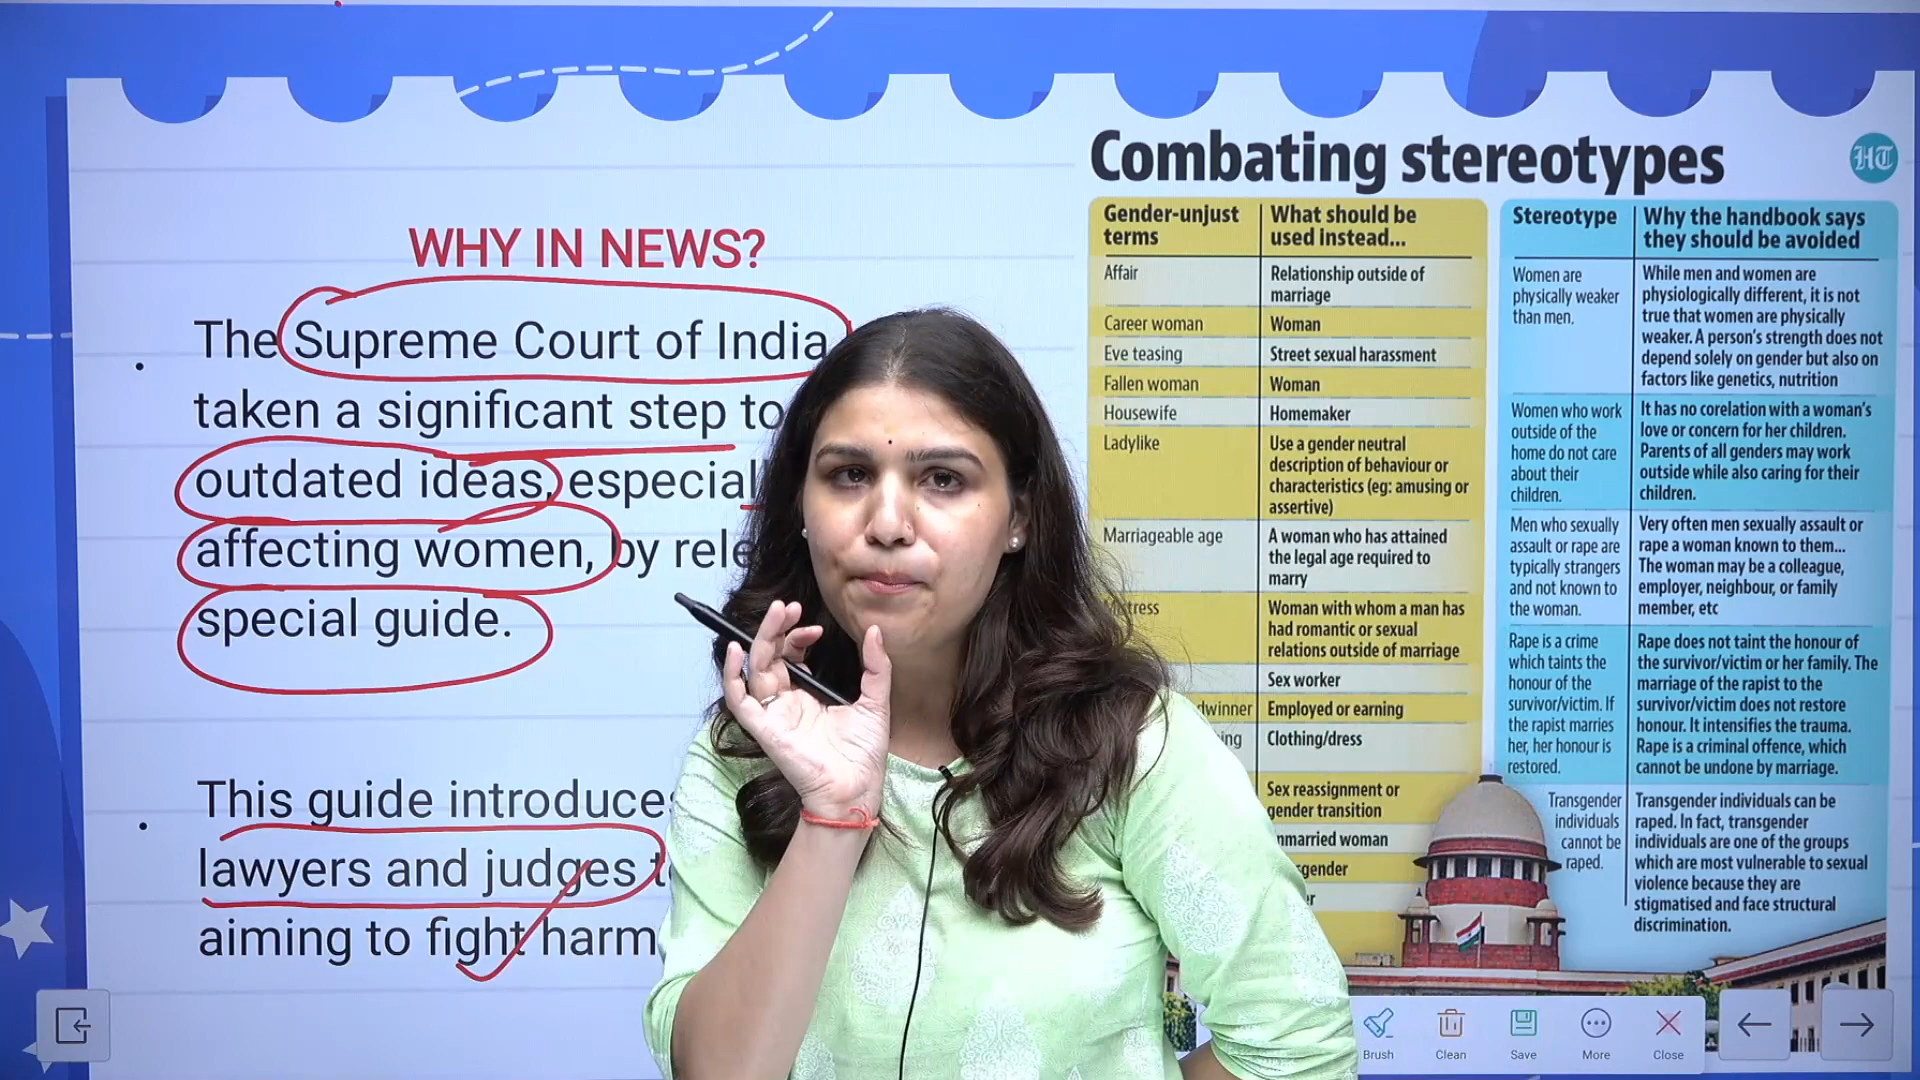 WHY IN NEWS?
The Supreme Court of India
taken a significant step to
outdated ideas, especial
affecting women, by rele
special guide.
This guide introduces
lawyers and judges t
aiming to fight harm
Combating stereotypes
HT
Gender-unjust terms
What should be used instead...
Affair
Relationship outside of marriage
Career woman
Woman
Eve teasing
Street sexual harassment
Fallen woman
Woman
Housewife
Homemaker
Ladylike
Use a gender neutral
description of behaviour or
characteristics (eg: amusing or
assertive)
Marriageable age
A woman who has attained
the legal age required to
marry
Woman with whom a man has
had romantic or sexual
relations outside of marriage
Sex worker
dwinner
Employed or earning
ing
Clothing/dress
Sex reassignment or
gender transition
nmarried woman
gender
Stereotype
Why the handbook says
they should be avoided
Women are
physically weaker
than men.
While men and women are
physiologically different, it is not
true that women are physically
weaker. A person's strength does not
depend solely on gender but also on
factors like genetics, nutrition
Women who work
outside of the
home do not care
about their
children.
It has no corelation with a woman's
love or concern for her children.
Parents of all genders may work
outside while also caring for their
children.
Men who sexually
assault or rape are
typically strangers
and not known to
the woman.
Very often men sexually assault or
rape a woman known to them...
The woman may be a colleague,
employer, neighbour, or family
member, etc
Rape is a crime
which taints the
honour of the
survivor/victim. If
the rapist marries
her, her honour is
restored.
Rape does not taint the honour of
the survivor/victim or her family. The
marriage of the rapist to the
survivor/victim does not restore
honour. It intensifies the trauma.
Rape is a criminal offence, which
cannot be undone by marriage.
Transgender
individuals
cannot be
raped.
Transgender individuals can be
raped. In fact, transgender
individuals are one of the groups
which are most vulnerable to sexual
violence because they are
stigmatised and face structural
discrimination.
Brush
Clean
Save
More
Close